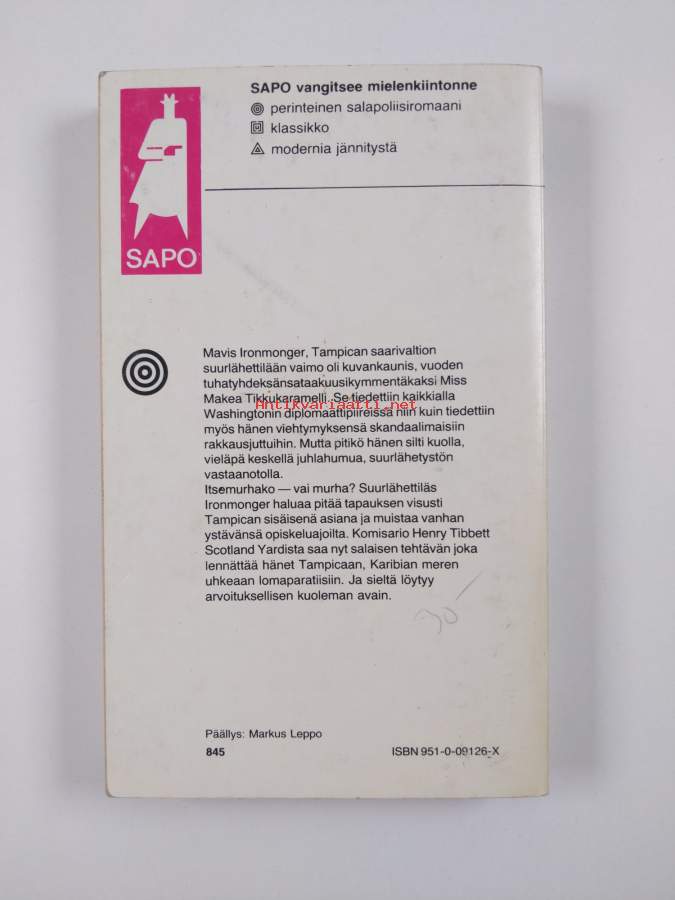 SAPO vangitsee mielenkiintonne
perinteinen salapoliisiromaani
klassikko
modernia jännitystä
SAPO
Mavis Ironmonger, Tampican saarivaltion
suurlähettilään vaimo oli kuvankaunis, vuoden
tuhatyhdeksänsataakuusikymmentäkaksi Miss
Makea Tikkukaramelli. Se tiedettiin kaikkialla
Antikvariaatti.net
Washingtonin diplomaattipiireissä niin kuin tiedettiin
myös hänen viehtymyksensä skandaalimaisiin
rakkausjuttuihin. Mutta pitikö hänen silti kuolla,
vieläpä keskellä juhlahumua, suurlähetystön
vastaanotolla.
Itsemurhako — vai murha? Suurlähettiläs
Ironmonger haluaa pitää tapauksen visusti
Tampican sisäisenä asiana ja muistaa vanhan
ystävänsä opiskeluajoilta. Komisario Henry Tibbett
Scotland Yardista saa nyt salaisen tehtävän joka
lennättää hänet Tampicaan, Karibian meren
uhkeaan lomaparatiisiin. Ja sieltä löytyy
arvoituksellisen kuoleman avain.
30
Päällys: Markus Leppo
845 ISBN 951-0-09126-X